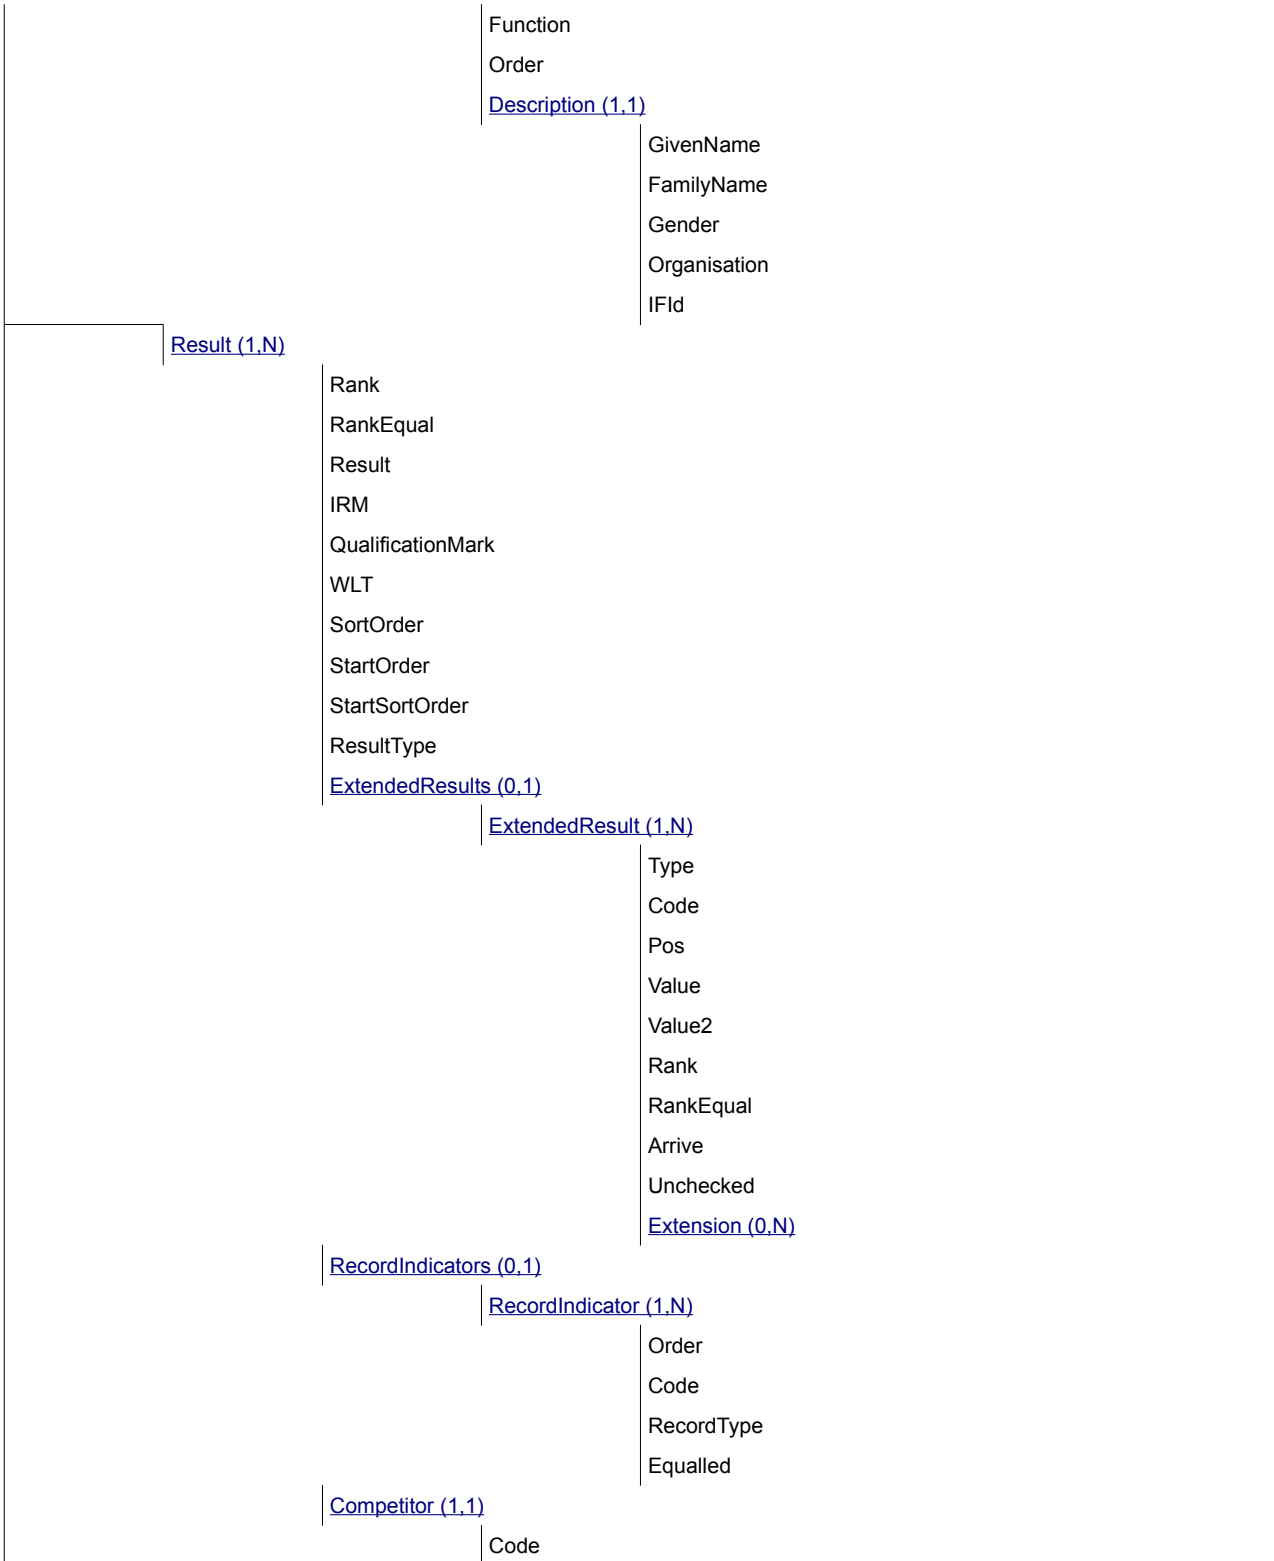 Function
Order
Description (1,1)
GivenName
FamilyName
Gender
Organisation
IFId
Result (1,N)
Rank
RankEqual
Result
IRM
QualificationMark
WLT
SortOrder
StartOrder
StartSortOrder
ResultType
ExtendedResults (0,1)
ExtendedResult (1,N)
Type
Code
Pos
Value
Value2
Rank
RankEqual
Arrive
Unchecked
Extension (0,N)
RecordIndicators (0,1)
RecordIndicator (1,N)
Order
Code
RecordType
Equalled
Competitor (1,1)
Code